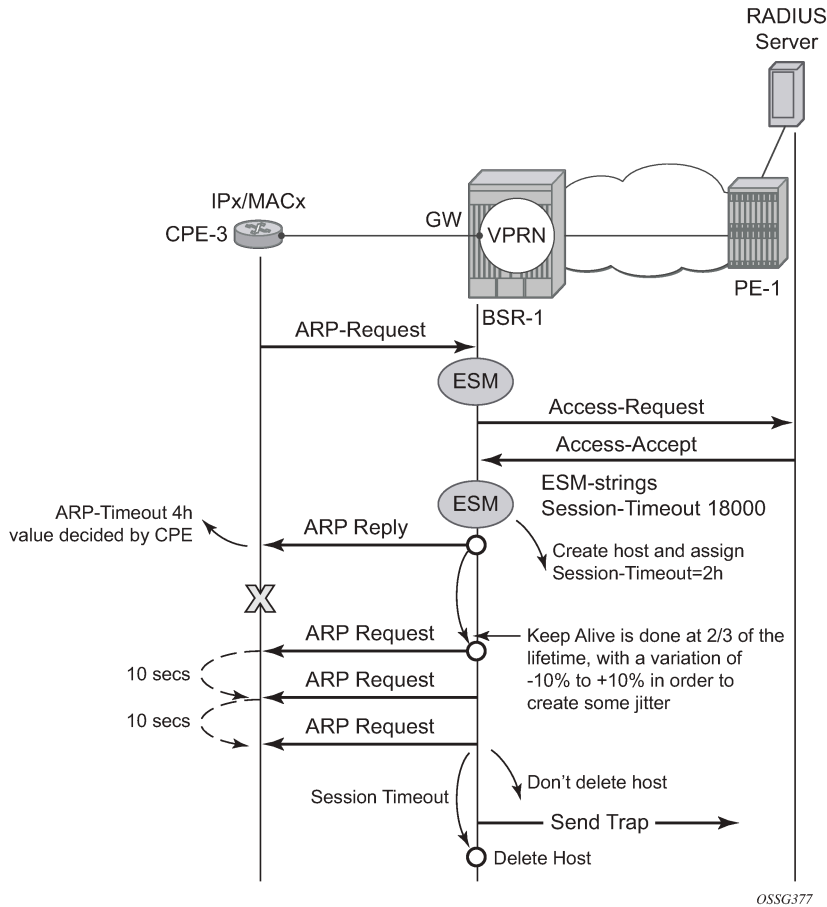 RADIUS
Server
IPx/MACx
CPE-3
GW
VPRN
PE-1
BSR-1
ARP-Request
ESM
Access-Request
Access-Accept
ESM
ESM-strings
Session-Timeout 18000
ARP-Timeout 4h
value decided by CPE
ARP Reply
Create host and assign
Session-Timeout=2h
X
ARP Request
Keep Alive is done at 2/3 of the
lifetime, with a variation of
-10% to +10% in order to
create some jitter
10 secs
ARP Request
10 secs
ARP Request
Don't delete host
Session Timeout
Send Trap
Delete Host
OSSG377